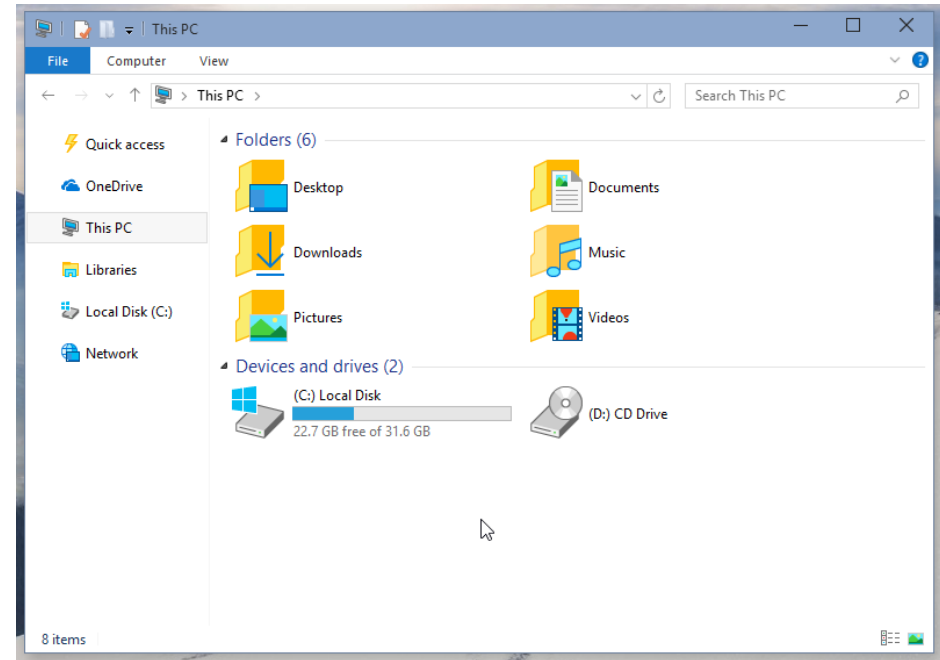 This PC
File Computer View
This PC
Search This PC
Quick access
OneDrive
This PC
Libraries
Local Disk (C:)
Network
Folders (6)
Desktop
Documents
Downloads
Music
Pictures
Videos
Devices and drives (2)
(C:) Local Disk
22.7 GB free of 31.6 GB
(D:) CD Drive
8 items